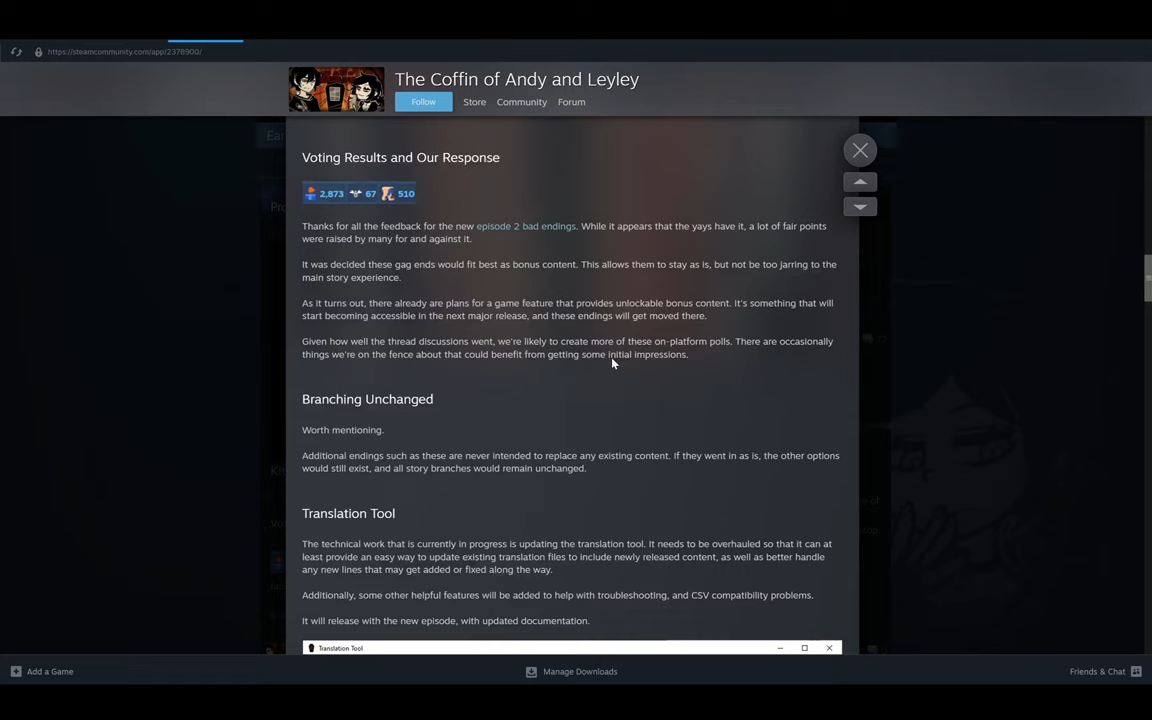 https://steamcommunity.com/app/2378900/
The Coffin of Andy and Leyley
Follow Store Community Forum
Voting Results and Our Response
2,873 67 510
Thanks for all the feedback for the new episode 2 bad endings. While it appears that the yays have it, a lot of fair points
were raised by many for and against it.
It was decided these gag ends would fit best as bonus content. This allows them to stay as is, but not be too jarring to the
main story experience.
As it turns out, there already are plans for a game feature that provides unlockable bonus content. It's something that will
start becoming accessible in the next major release, and these endings will get moved there.
Given how well the thread discussions went, we're likely to create more of these on-platform polls. There are occasionally
things we're on the fence about that could benefit from getting some initial impressions.
Branching Unchanged
Worth mentioning.
Additional endings such as these are never intended to replace any existing content. If they went in as is, the other options
would still exist, and all story branches would remain unchanged.
Translation Tool
The technical work that is currently in progress is updating the translation tool. It needs to be overhauled so that it can at
least provide an easy way to update existing translation files to include newly released content, as well as better handle
any new lines that may get added or fixed along the way.
Additionally, some other helpful features will be added to help with troubleshooting, and CSV compatibility problems.
It will release with the new episode, with updated documentation.
Translation Tool
Add a Game Manage Downloads Friends & Chat